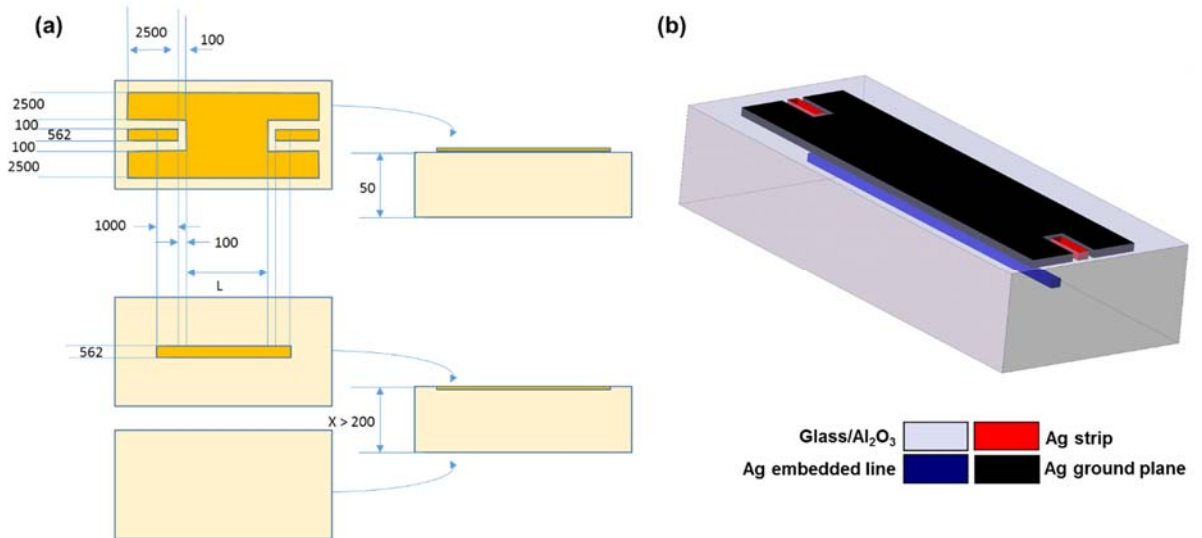 (a)
2500
100
2500
100
562
100
2500
50
1000
100
L
562
X > 200
(b)
Glass/Al₂O₃
Ag strip
Ag embedded line
Ag ground plane